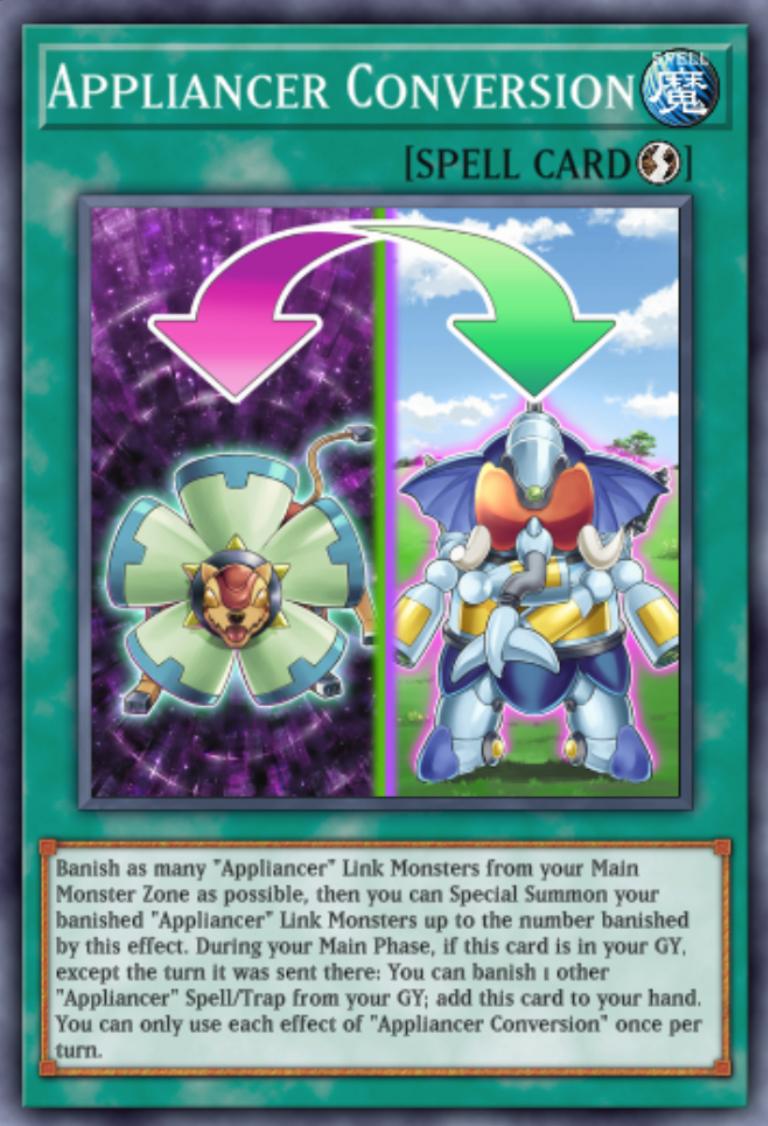 APPLIANCER CONVERSION
SPELL
魔
[SPELL CARD]
Banish as many "Appliancer" Link Monsters from your Main
Monster Zone as possible, then you can Special Summon your
banished "Appliancer" Link Monsters up to the number banished
by this effect. During your Main Phase, if this card is in your GY,
except the turn it was sent there: You can banish 1 other
"Appliancer" Spell/Trap from your GY; add this card to your hand.
You can only use each effect of "Appliancer Conversion" once per
turn.